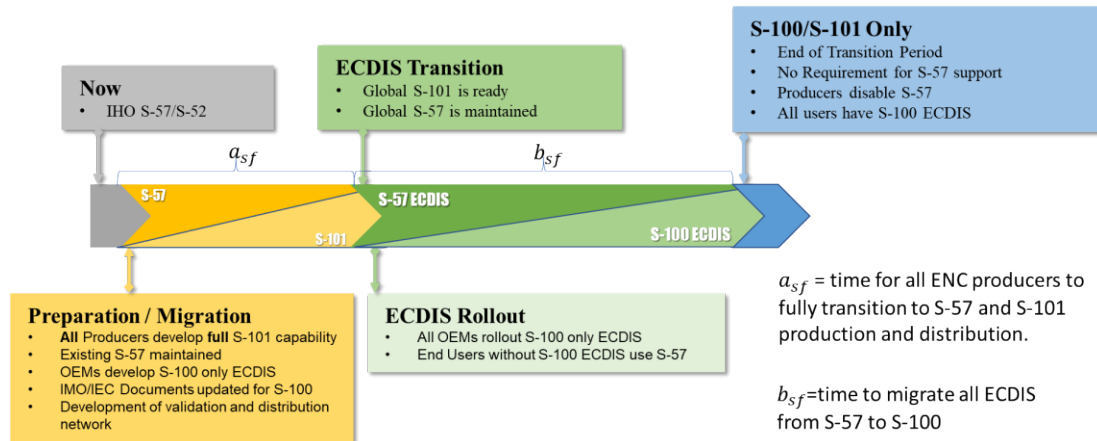 Now
• IHO S-57/S-52
ECDIS Transition
• Global S-101 is ready
• Global S-57 is maintained
S-100/S-101 Only
• End of Transition Period
• No Requirement for S-57 support
• Producers disable S-57
• All users have S-100 ECDIS
a_sf
b_sf
S-57
S-101
S-57 ECDIS
S-100 ECDIS
Preparation / Migration
• All Producers develop full S-101 capability
• Existing S-57 maintained
• OEMs develop S-100 only ECDIS
• IMO/IEC Documents updated for S-100
• Development of validation and distribution
network
ECDIS Rollout
• All OEMs rollout S-100 only ECDIS
• End Users without S-100 ECDIS use S-57
a_sf = time for all ENC producers to
fully transition to S-57 and S-101
production and distribution.
b_sf=time to migrate all ECDIS
from S-57 to S-100